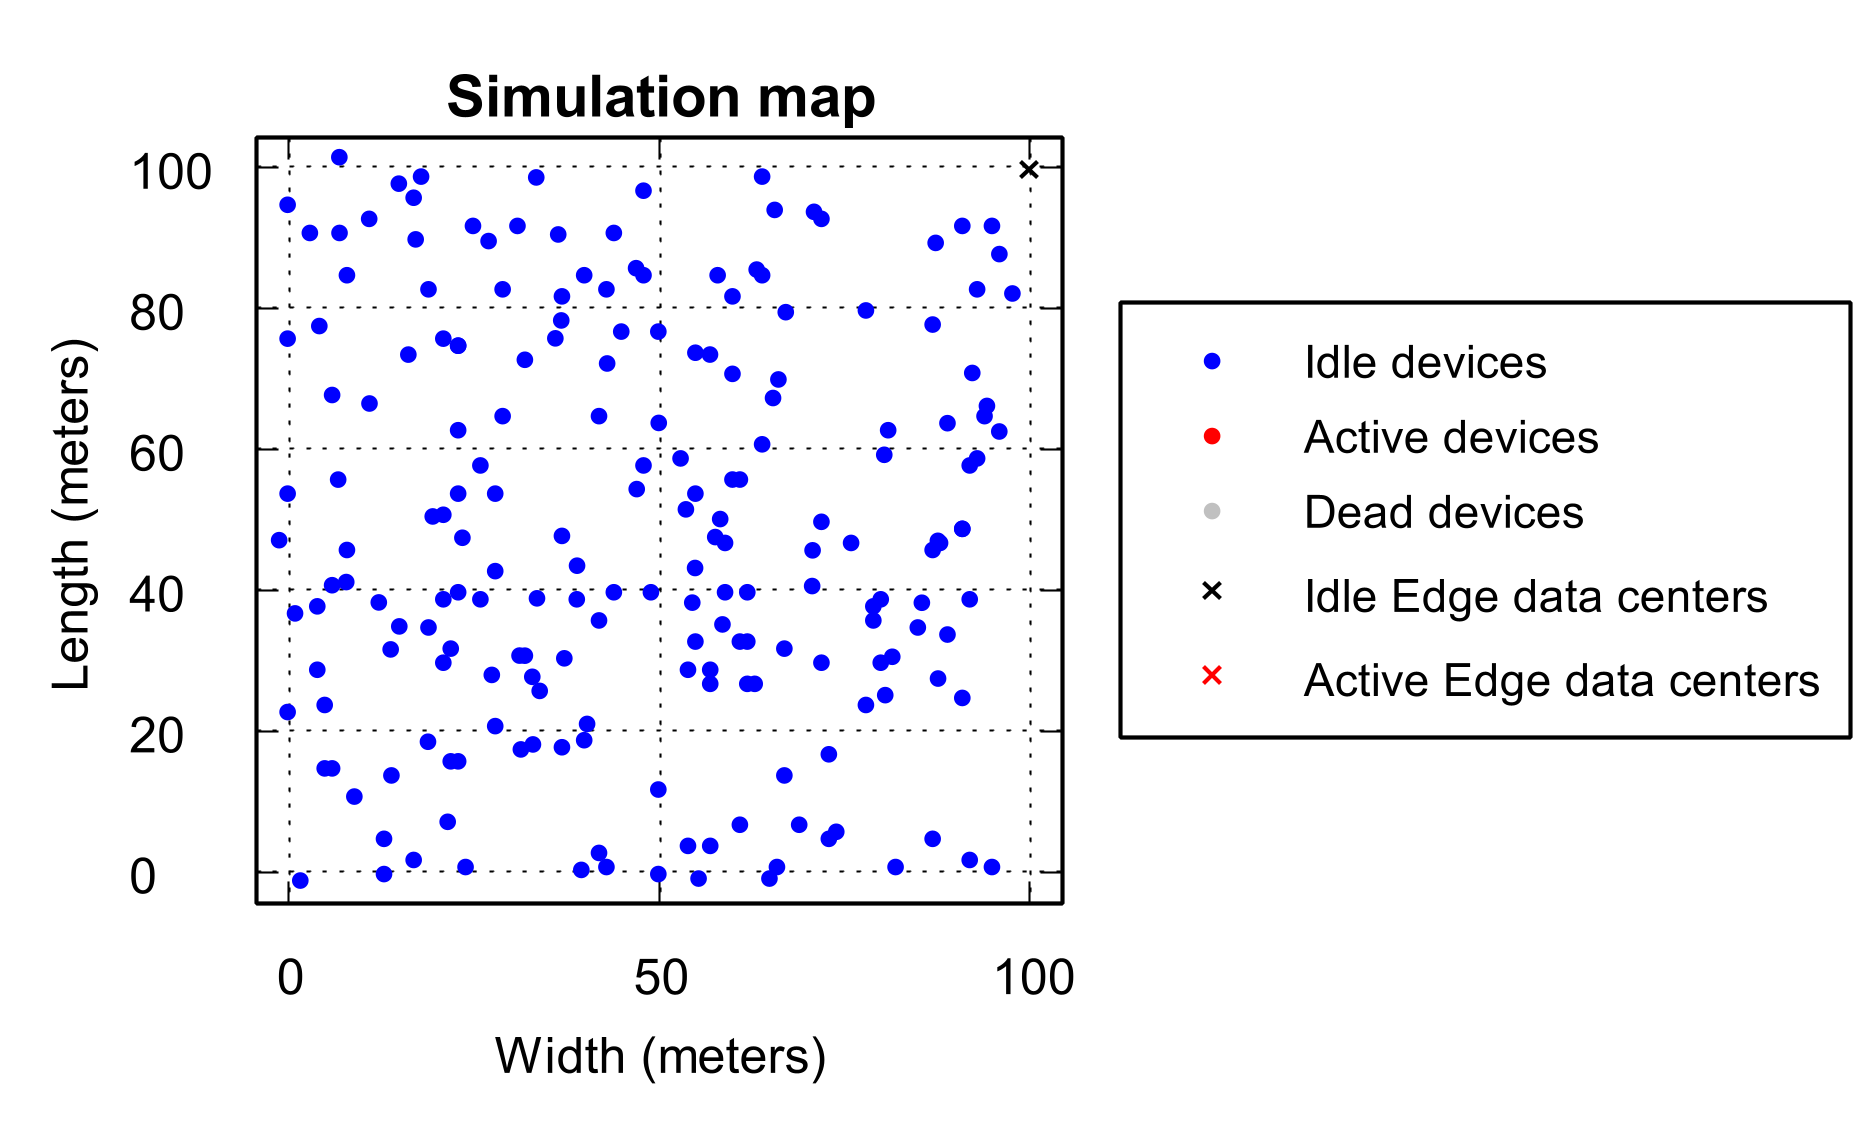 Simulation map
100
80
60
40
20
0
Length (meters)
0 50 100
Width (meters)
Idle devices
Active devices
Dead devices
Idle Edge data centers
Active Edge data centers